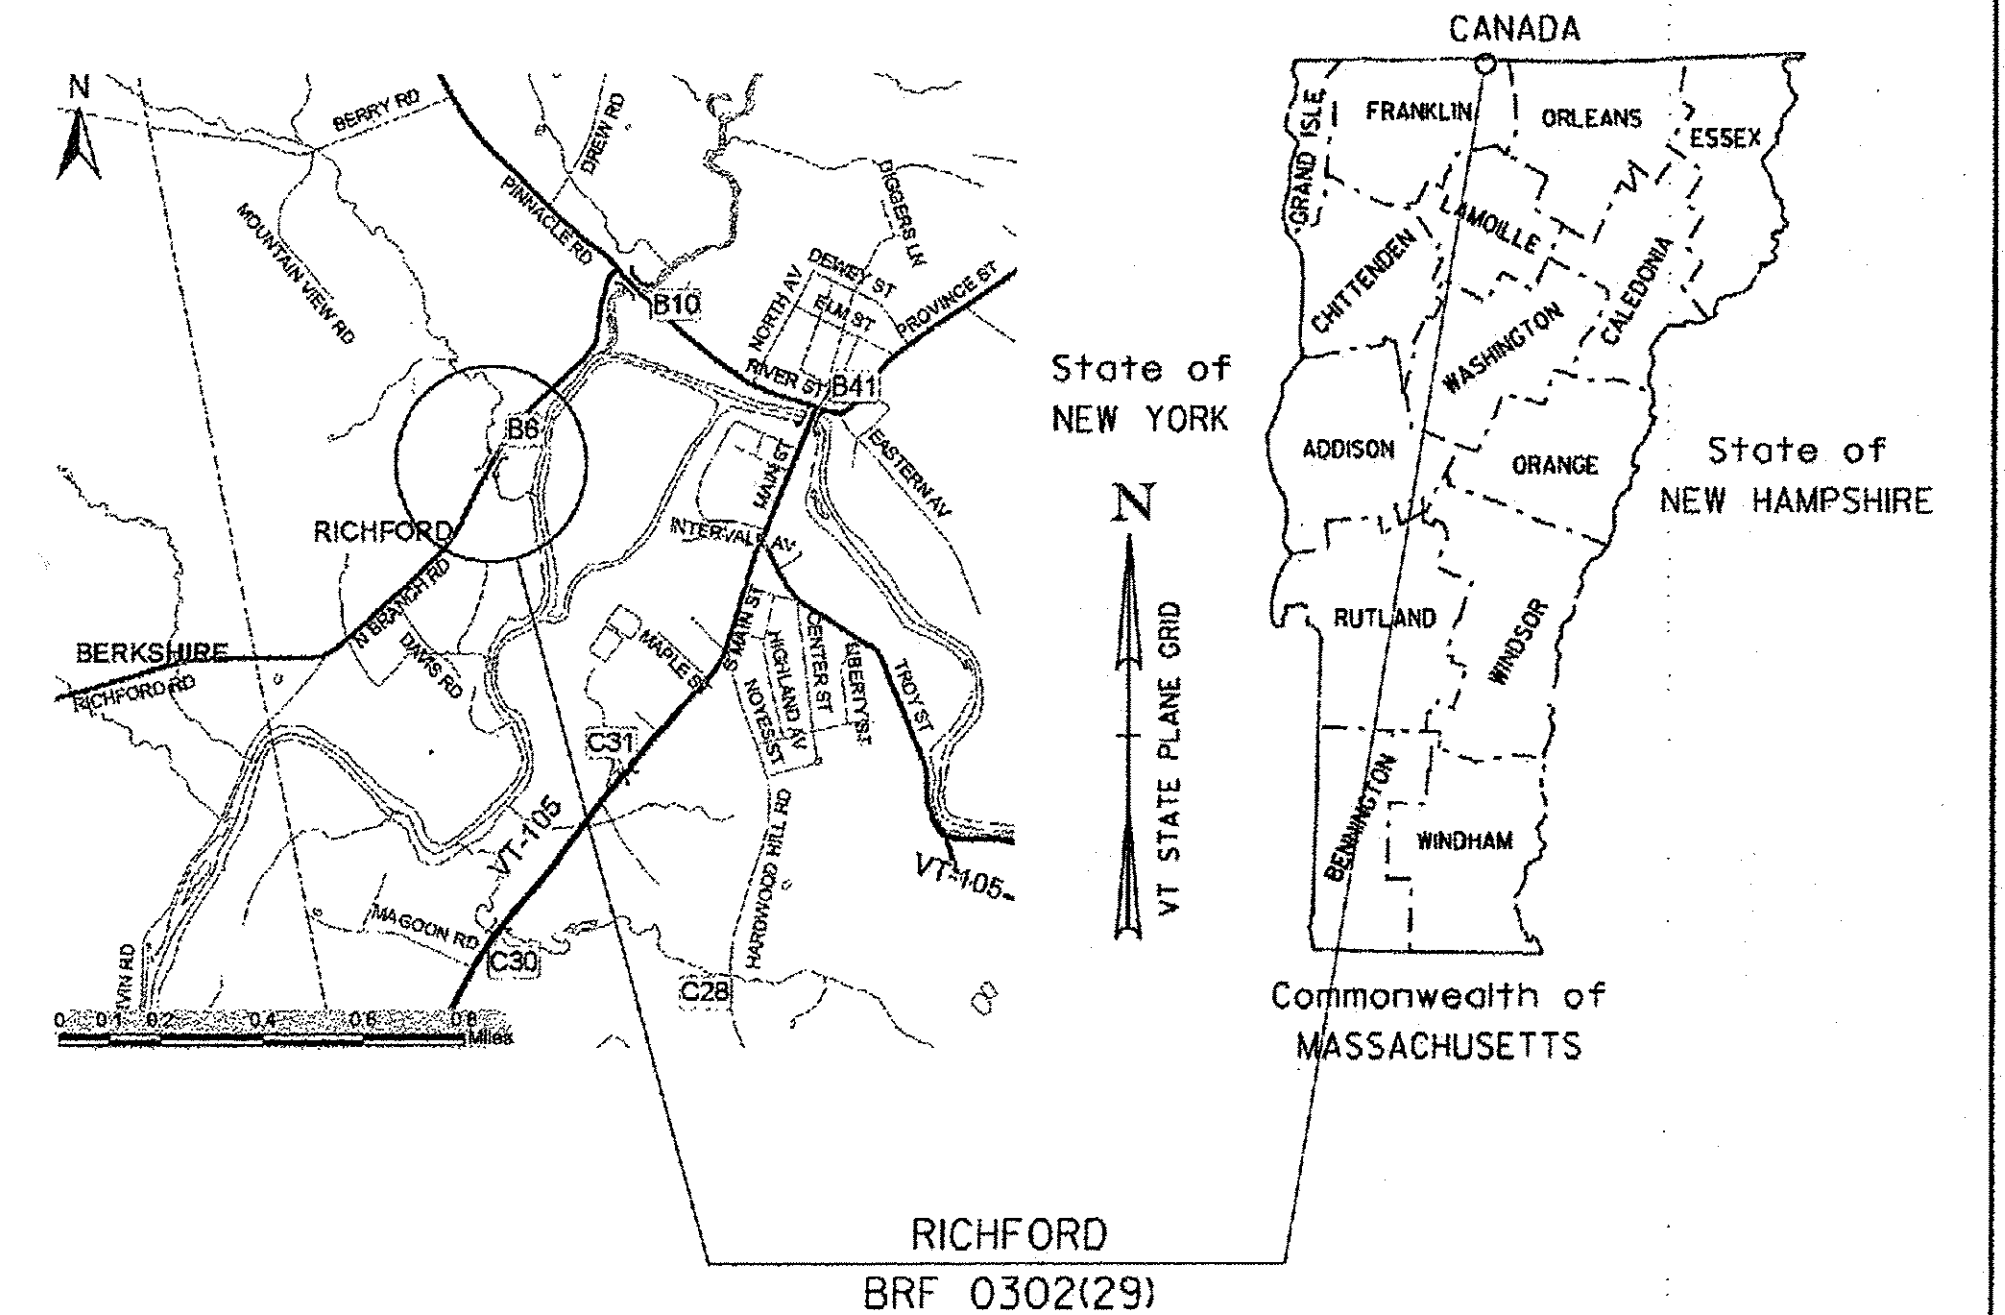 CANADA
N
BERRY RD
DREW RD
PINNACLE RD
DIGGERS LN
MOUNTAIN VIEW RD
B10
NORTH AV
DEWEY ST
ELM ST
PROVINCE ST
RIVER ST
B41
B6
MAIN ST
EASTERN AV
RICHFORD
INTERVALE AV
N BRANCH RD
BERKSHIRE
RICHFORD RD
DAVIS RD
MAPLE ST
S MAIN ST
HIGHLAND AV
CENTER ST
LIBERTY ST
NOYES ST
TROY ST
C31
VT-105
HARDWOOD HILL RD
VT-105
MAGOON RD
C30
C28
IVIN RD
0 0.1 0.2 0.4 0.6 0.8
Miles
State of
NEW YORK
N
VT STATE PLANE GRID
GRAND ISLE
FRANKLIN
ORLEANS
ESSEX
LAMOILLE
CHITTENDEN
CALEDONIA
WASHINGTON
ADDISON
ORANGE
State of
NEW HAMPSHIRE
RUTLAND
WINDSOR
BENNINGTON
WINDHAM
Commonwealth of
MASSACHUSETTS
RICHFORD
BRF 0302(29)